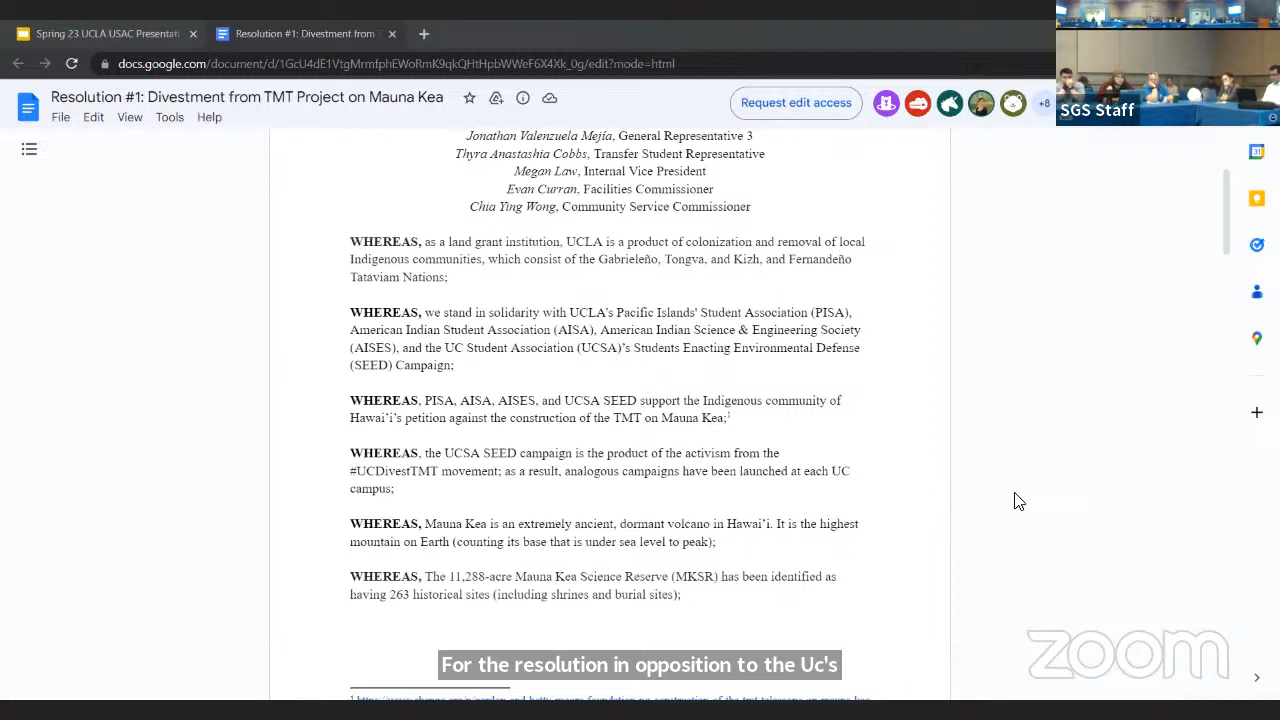 Spring 23 UCLA USAC Presentati
Resolution #1: Divestment from
docs.google.com/document/d/1GcU4dE1VtgMrmfphEWoRmK9qkQHtHpbWWeF6X4Xk_0g/edit?mode=html
Resolution #1: Divestment from TMT Project on Mauna Kea
File Edit View Tools Help
Request edit access
+8
SGS Staff
31
Jonathan Valenzuela Mejía, General Representative 3
Thyra Anastashia Cobbs, Transfer Student Representative
Megan Law, Internal Vice President
Evan Curran, Facilities Commissioner
Chia Ying Wong, Community Service Commissioner
WHEREAS, as a land grant institution, UCLA is a product of colonization and removal of local
Indigenous communities, which consist of the Gabrieleño, Tongva, and Kizh, and Fernandeño
Tataviam Nations;
WHEREAS, we stand in solidarity with UCLA's Pacific Islands' Student Association (PISA),
American Indian Student Association (AISA), American Indian Science & Engineering Society
(AISES), and the UC Student Association (UCSA)'s Students Enacting Environmental Defense
(SEED) Campaign;
WHEREAS, PISA, AISA, AISES, and UCSA SEED support the Indigenous community of
Hawai'i's petition against the construction of the TMT on Mauna Kea;1
WHEREAS, the UCSA SEED campaign is the product of the activism from the
#UCDivestTMT movement; as a result, analogous campaigns have been launched at each UC
campus;
WHEREAS, Mauna Kea is an extremely ancient, dormant volcano in Hawai'i. It is the highest
mountain on Earth (counting its base that is under sea level to peak);
WHEREAS, The 11,288-acre Mauna Kea Science Reserve (MKSR) has been identified as
having 263 historical sites (including shrines and burial sites);
For the resolution in opposition to the Uc's
zoom